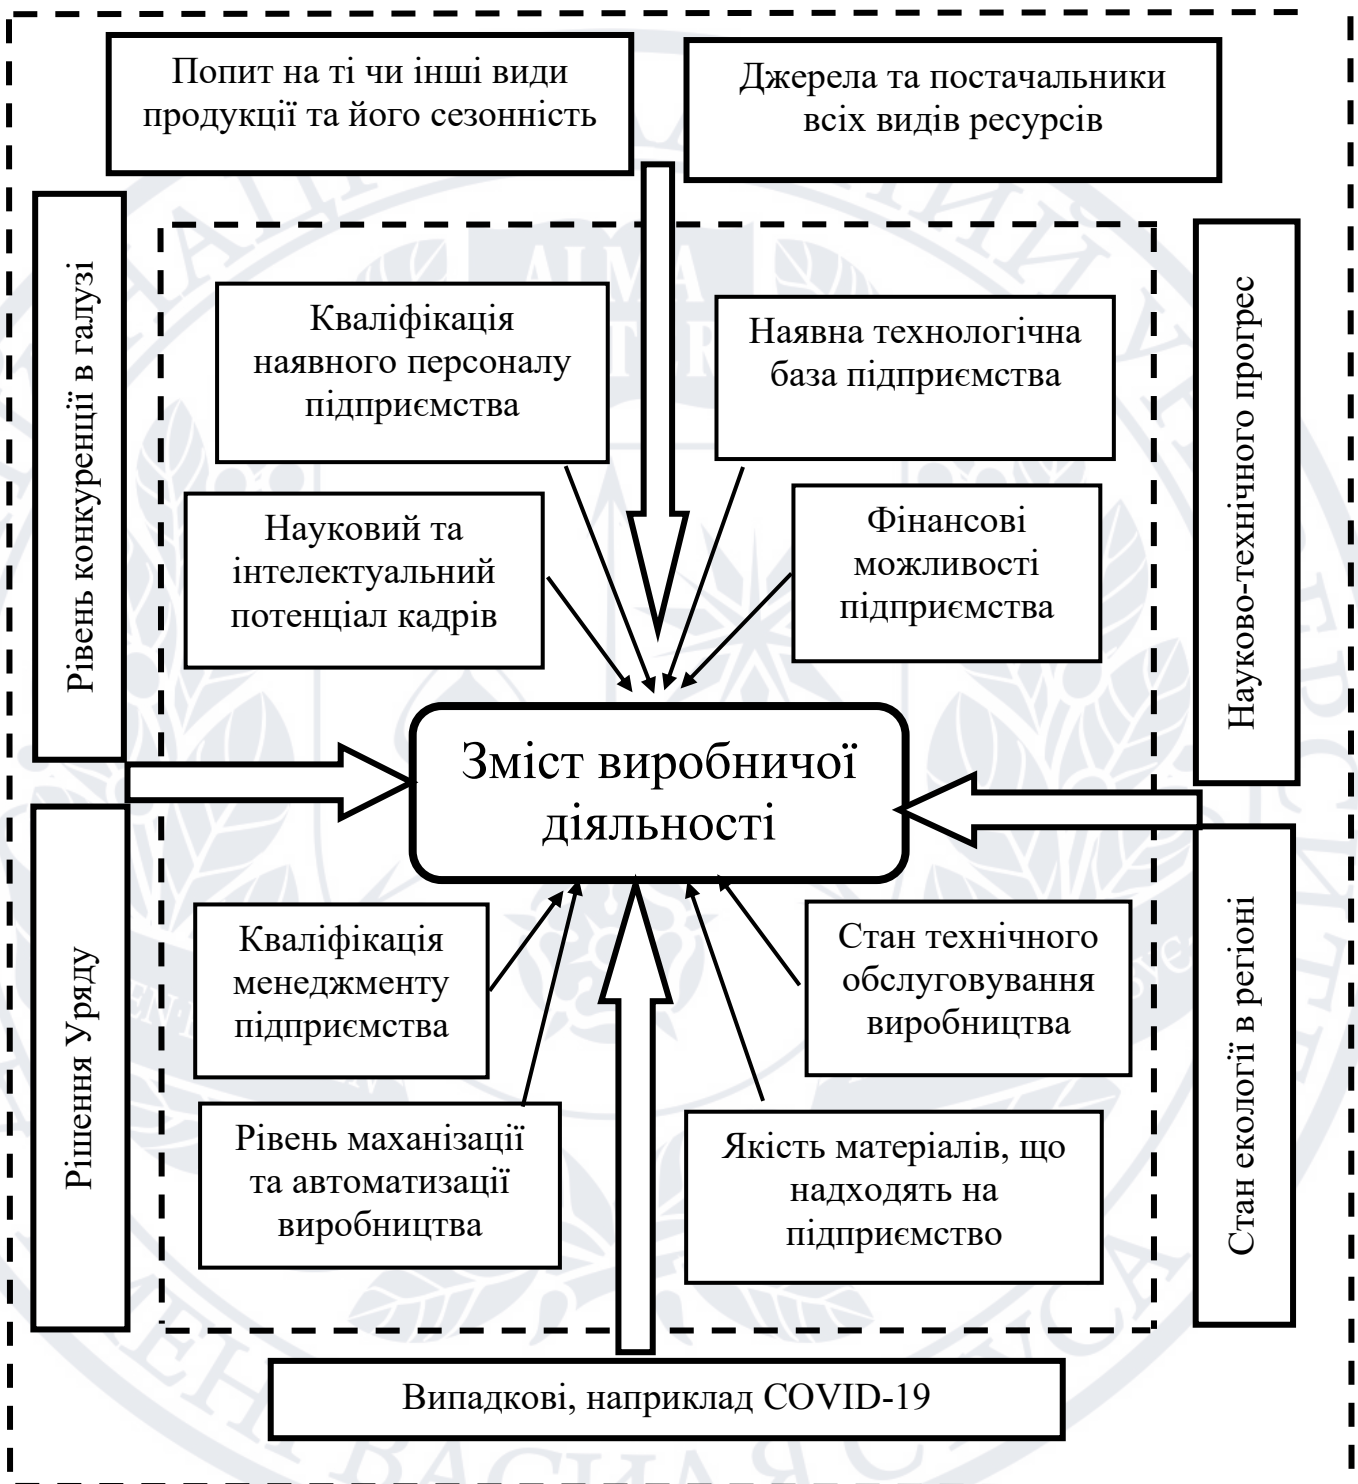 Попит на ті чи інші види
продукції та його сезонність
Джерела та постачальники
всіх видів ресурсів
Рівень конкуренції в галузі
Науково-технічного прогрес
Кваліфікація
наявного персоналу
підприємства
Наявна технологічна
база підприємства
Науковий та
інтелектуальний
потенціал кадрів
Фінансові
можливості
підприємства
Зміст виробничої
діяльності
Рішення Уряду
Стан екології в регіоні
Кваліфікація
менеджменту
підприємства
Стан технічного
обслуговування
виробництва
Рівень маханізації
та автоматизації
виробництва
Якість матеріалів, що
надходять на
підприємство
Випадкові, наприклад COVID-19